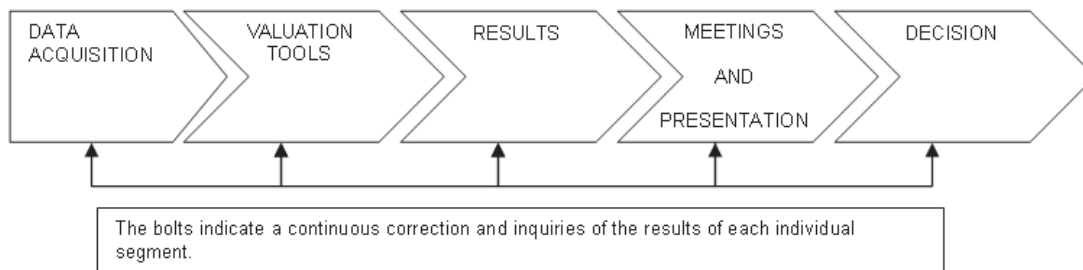 DATA
ACQUISITION
VALUATION
TOOLS
RESULTS
MEETINGS
AND
PRESENTATION
DECISION
The bolts indicate a continuous correction and inquiries of the results of each individual
segment.